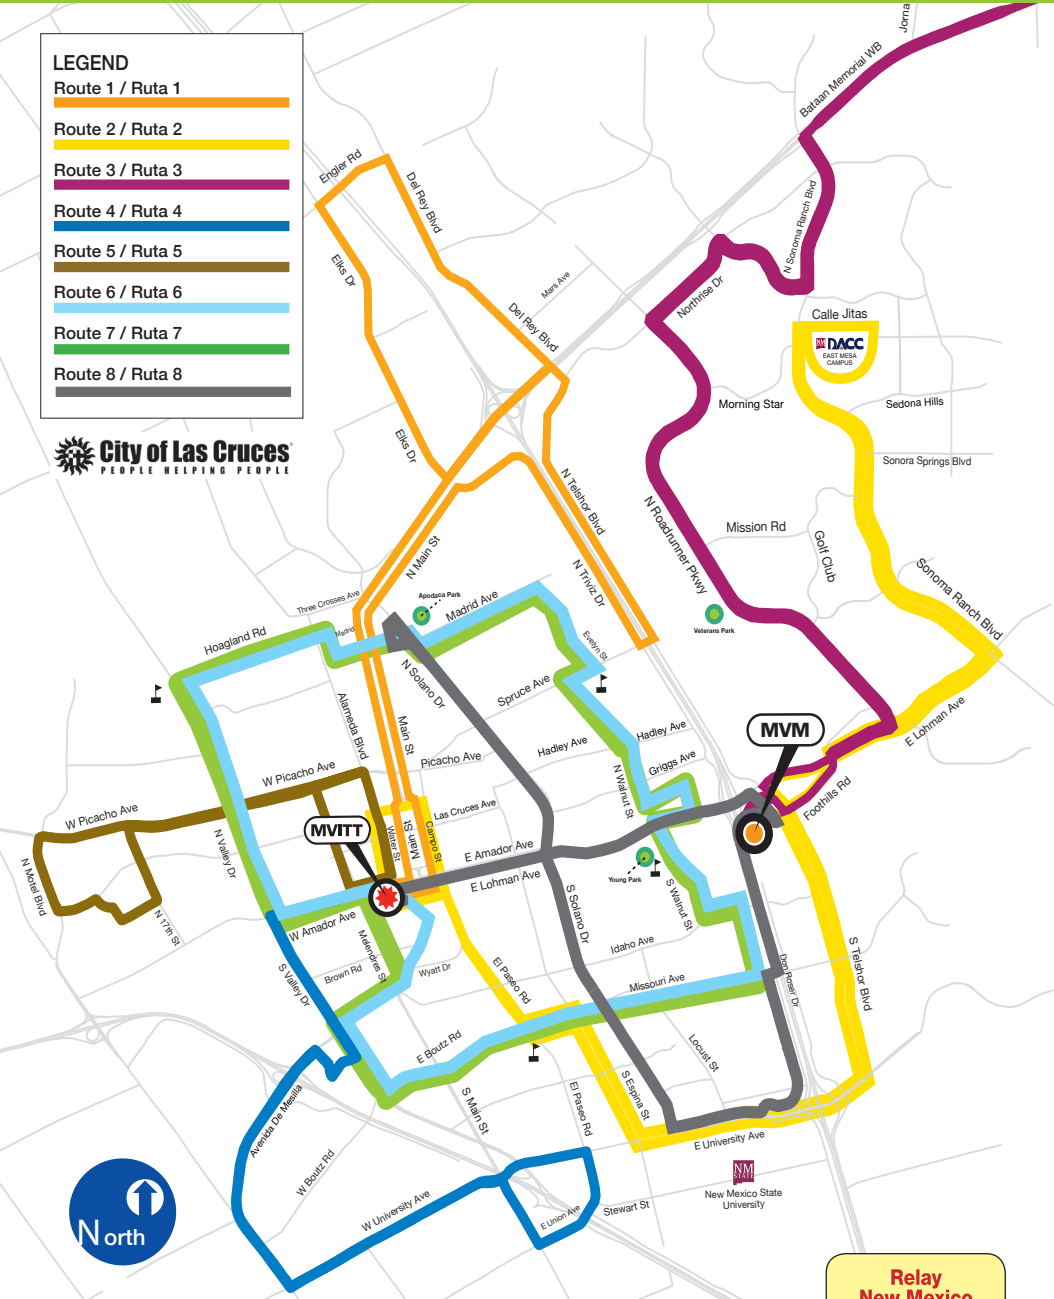 Jorna
Bataan Memorial WB
LEGEND
Route 1 / Ruta 1
Route 2 / Ruta 2
Route 3 / Ruta 3
Route 4 / Ruta 4
Route 5 / Ruta 5
Route 6 / Ruta 6
Route 7 / Ruta 7
Route 8 / Ruta 8
City of Las Cruces
PEOPLE HELPING PEOPLE
Engler Rd
Del Rey Blvd
Elks Dr
Mars Ave
Del Rey Blvd
N Sonoma Ranch Blvd
Northrise Dr
Calle Jitas
NM DACC
EAST MESA
CAMPUS
Morning Star
Sedona Hills
Elks Dr
Sonora Springs Blvd
N Telshor Blvd
N Roadrunner Pkwy
Mission Rd
Golf Club
N Main St
N Triviz Dr
Sonoma Ranch Blvd
Three Crosses Ave
Apodaca Park
Madrid Ave
Madrid
Hoagland Rd
Veterans Park
Evelyn St
N Solano Dr
Spruce Ave
Alameda Blvd
Main St
E Lohman Ave
MVM
Hadley Ave
Hadley Ave
Picacho Ave
Griggs Ave
W Picacho Ave
N Walnut St
Foothills Rd
W Picacho Ave
Las Cruces Ave
MVITT
Water St
Main St
Campo St
N Valley Dr
E Amador Ave
E Lohman Ave
Young Park
N Motel Blvd
N 17th St
W Amador Ave
S Solano Dr
S Walnut St
Melendres St
Idaho Ave
Brown Rd
Wyatt Dr
S Valley Dr
El Paseo Rd
Missouri Ave
Don Roser Dr
S Telshor Blvd
E Boutz Rd
Locust St
S Espina St
Avenida De Mesilla
S Main St
El Paseo Rd
E University Ave
W Boutz Rd
NM
STATE
New Mexico State
University
W University Ave
E Union Ave
Stewart St
North
Relay
New Mexico